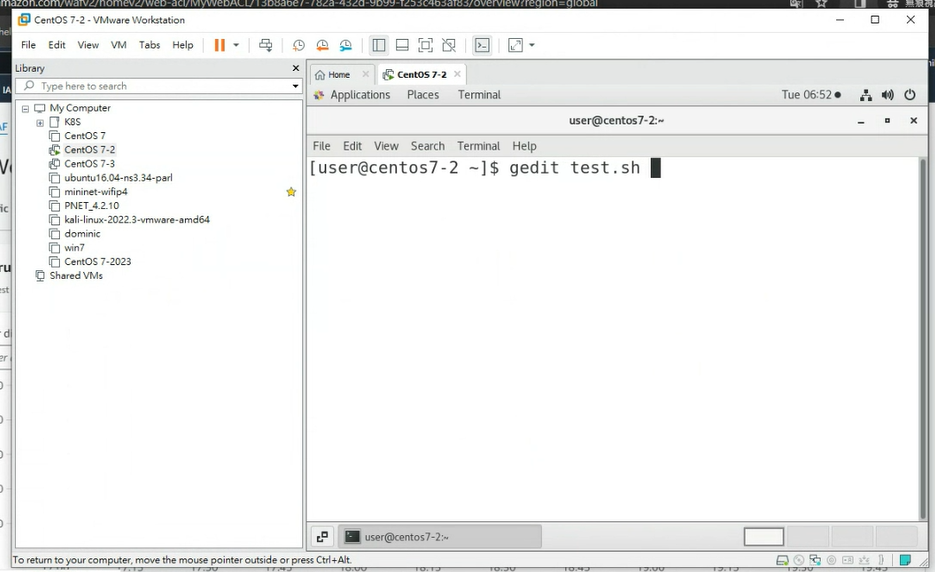 amazon.com/wafv2/homev2/web-acl/MyWebACL/13b8a6e7-782a-432d-9b99-f253c463af83/overview?region=global
CentOS 7-2 - VMware Workstation
File Edit View VM Tabs Help
Library
Type here to search
My Computer
K8S
CentOS 7
CentOS 7-2
CentOS 7-3
ubuntu16.04-ns3.34-parl
mininet-wifip4
PNET_4.2.10
kali-linux-2022.3-vmware-amd64
dominic
win7
CentOS 7-2023
Shared VMs
Home CentOS 7-2
Applications Places Terminal Tue 06:52
user@centos7-2:~
File Edit View Search Terminal Help
[user@centos7-2 ~]$ gedit test.sh
user@centos7-2:~
To return to your computer, move the mouse pointer outside or press Ctrl+Alt.